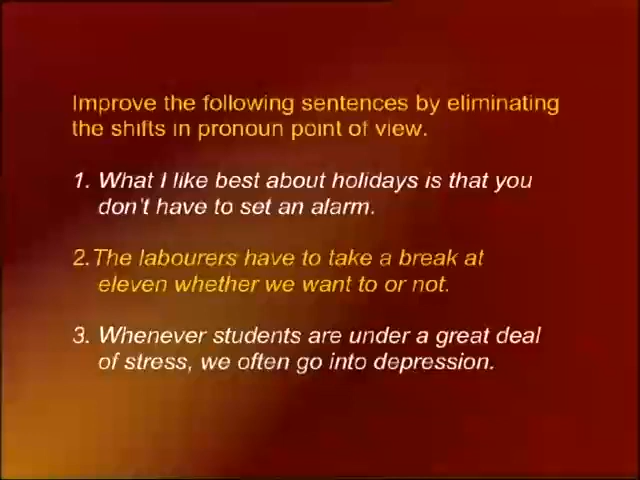 Improve the following sentences by eliminating
the shifts in pronoun point of view.
1. What I like best about holidays is that you
don't have to set an alarm.
2.The labourers have to take a break at
eleven whether we want to or not.
3. Whenever students are under a great deal
of stress, we often go into depression.